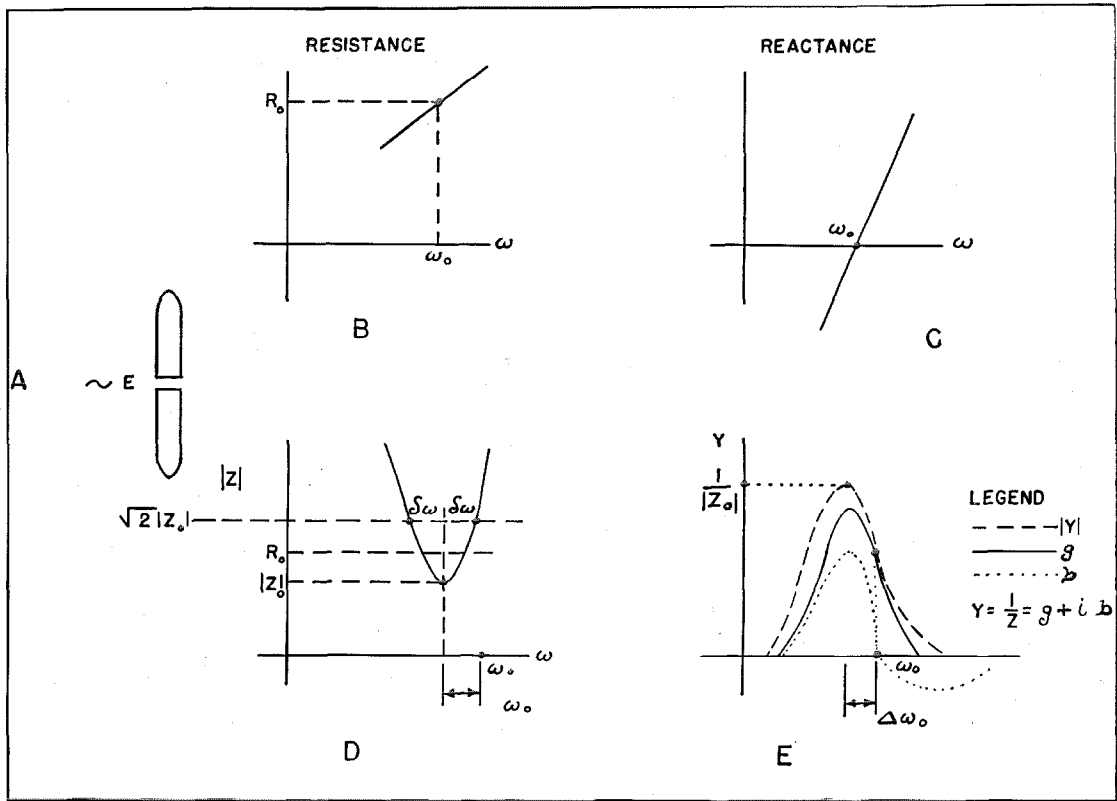 RESISTANCE
R₀
ω₀
ω
B
REACTANCE
ω₀
ω
C
A
~ E
|Z|
√2|Z₀|
δω δω
R₀
|Z|₀
ω
ω₀
ω₀
D
Y
1/|Z₀|
ω₀
Δω₀
E
LEGEND
|Y|
g
b
Y = 1/Z = g + i b